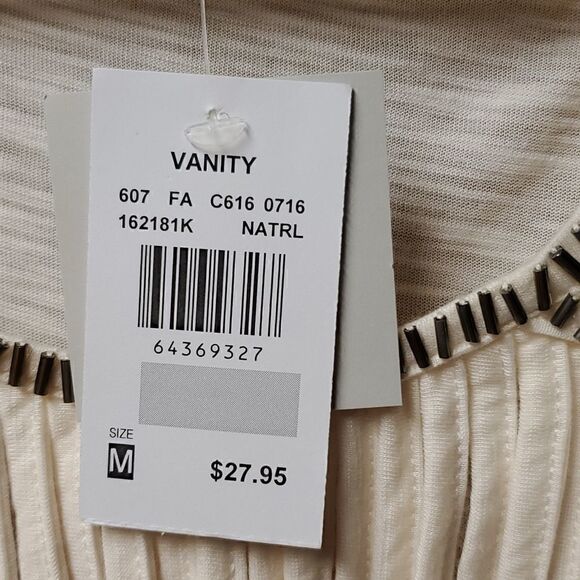 VANITY
607 FA C616 0716
162181K NATRL
64369327
SIZE
M
$27.95